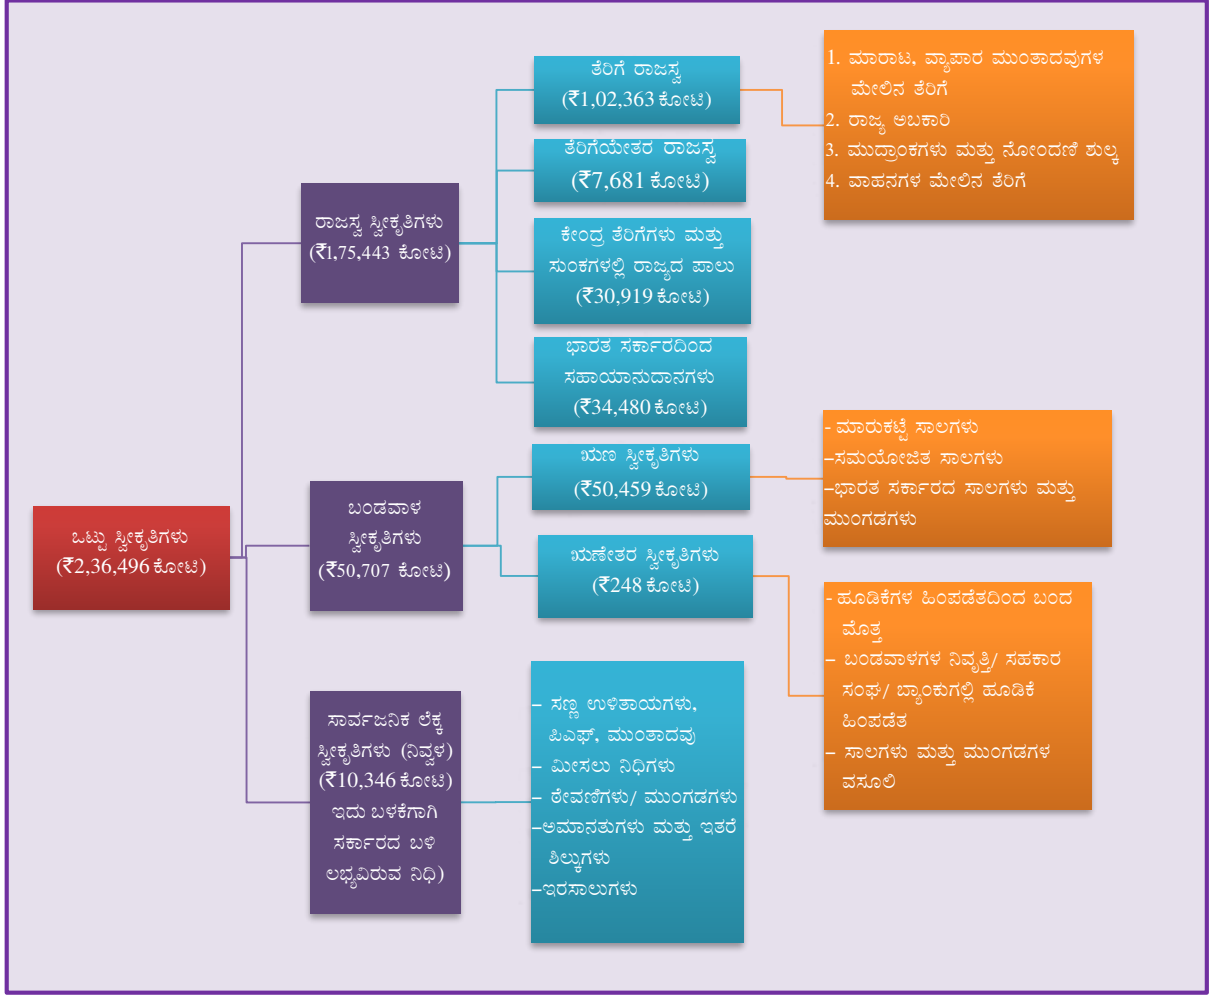 ಒಟ್ಟು ಸ್ವೀಕೃತಿಗಳು
(₹2,36,496 ಕೋಟಿ)
ರಾಜಸ್ವ ಸ್ವೀಕೃತಿಗಳು
(₹1,75,443 ಕೋಟಿ)
ತೆರಿಗೆ ರಾಜಸ್ವ
(₹1,02,363 ಕೋಟಿ)
1. ಮಾರಾಟ, ವ್ಯಾಪಾರ ಮುಂತಾದವುಗಳ
ಮೇಲಿನ ತೆರಿಗೆ
2. ರಾಜ್ಯ ಅಬಕಾರಿ
3. ಮುದ್ರಾಂಕಗಳು ಮತ್ತು ನೋಂದಣಿ ಶುಲ್ಕ
4. ವಾಹನಗಳ ಮೇಲಿನ ತೆರಿಗೆ
ತೆರಿಗೆಯೇತರ ರಾಜಸ್ವ
(₹7,681 ಕೋಟಿ)
ಕೇಂದ್ರ ತೆರಿಗೆಗಳು ಮತ್ತು
ಸುಂಕಗಳಲ್ಲಿ ರಾಜ್ಯದ ಪಾಲು
(₹30,919 ಕೋಟಿ)
ಭಾರತ ಸರ್ಕಾರದಿಂದ
ಸಹಾಯಾನುದಾನಗಳು
(₹34,480 ಕೋಟಿ)
ಬಂಡವಾಳ
ಸ್ವೀಕೃತಿಗಳು
(₹50,707 ಕೋಟಿ)
ಋಣ ಸ್ವೀಕೃತಿಗಳು
(₹50,459 ಕೋಟಿ)
- ಮಾರುಕಟ್ಟೆ ಸಾಲಗಳು
–ಸಮಯೋಜಿತ ಸಾಲಗಳು
–ಭಾರತ ಸರ್ಕಾರದ ಸಾಲಗಳು ಮತ್ತು
ಮುಂಗಡಗಳು
ಋಣೇತರ ಸ್ವೀಕೃತಿಗಳು
(₹248 ಕೋಟಿ)
- ಹೂಡಿಕೆಗಳ ಹಿಂಪಡೆತದಿಂದ ಬಂದ
ಮೊತ್ತ
– ಬಂಡವಾಳಗಳ ನಿವೃತ್ತಿ/ ಸಹಕಾರ
ಸಂಘ/ ಬ್ಯಾಂಕುಗಲ್ಲಿ ಹೂಡಿಕೆ
ಹಿಂಪಡೆತ
– ಸಾಲಗಳು ಮತ್ತು ಮುಂಗಡಗಳ
ವಸೂಲಿ
ಸಾರ್ವಜನಿಕ ಲೆಕ್ಕ
ಸ್ವೀಕೃತಿಗಳು (ನಿವ್ವಳ)
(₹10,346 ಕೋಟಿ)
ಇದು ಬಳಕೆಗಾಗಿ
ಸರ್ಕಾರದ ಬಳಿ
ಲಭ್ಯವಿರುವ ನಿಧಿ)
– ಸಣ್ಣ ಉಳಿತಾಯಗಳು,
ಪಿಎಫ್, ಮುಂತಾದವು
– ಮೀಸಲು ನಿಧಿಗಳು
– ಠೇವಣಿಗಳು/ ಮುಂಗಡಗಳು
–ಅಮಾನತುಗಳು ಮತ್ತು ಇತರೆ
ಶಿಲ್ಕುಗಳು
–ಇರಸಾಲುಗಳು